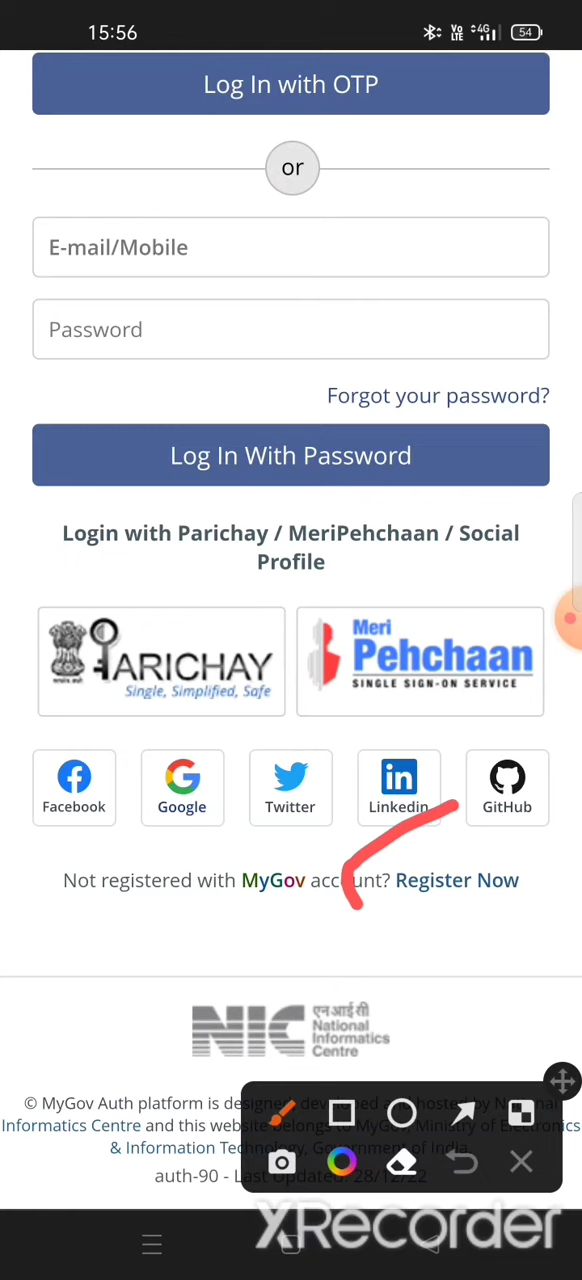 15:56
Vo LTE 4G 54
Log In with OTP
or
E-mail/Mobile
Password
Forgot your password?
Log In With Password
Login with Parichay / MeriPehchaan / Social
Profile
PARICHAY
Single, Simplified, Safe
Meri
Pehchaan
SINGLE SIGN-ON SERVICE
Facebook
Google
Twitter
Linkedin
GitHub
Not registered with MyGov account? Register Now
NIC
एन आई सी
National
Informatics
Centre
© MyGov Auth platform is designed, developed and hosted by National
Informatics Centre and this website belongs to MyGov, Ministry of Electronics
& Information Technology, Government of India.
auth-90 - Last Updated: 28/12/22
XRecorder